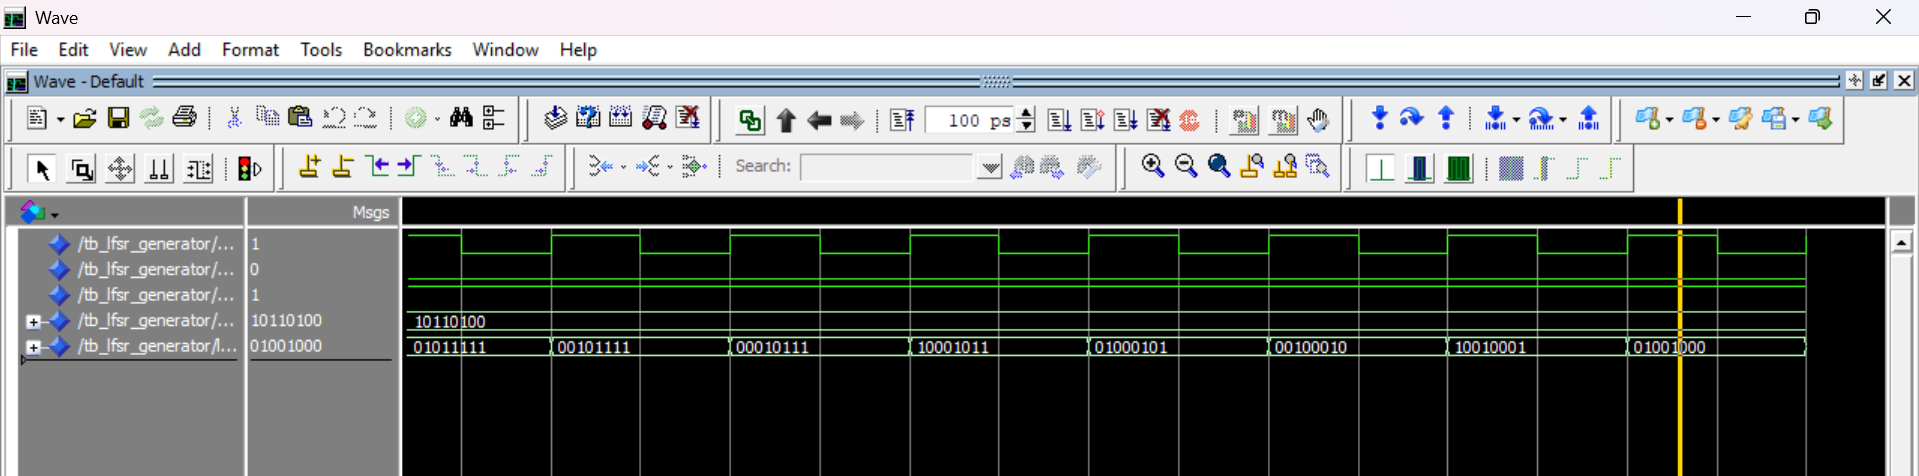 Wave
File Edit View Add Format Tools Bookmarks Window Help
Wave - Default
100 ps
Search:
Msgs
/tb_lfsr_generator/... 1
/tb_lfsr_generator/... 0
/tb_lfsr_generator/... 1
/tb_lfsr_generator/... 10110100 10110100
/tb_lfsr_generator/l... 01001000 01011111 00101111 00010111 10001011 01000101 00100010 10010001 01001000